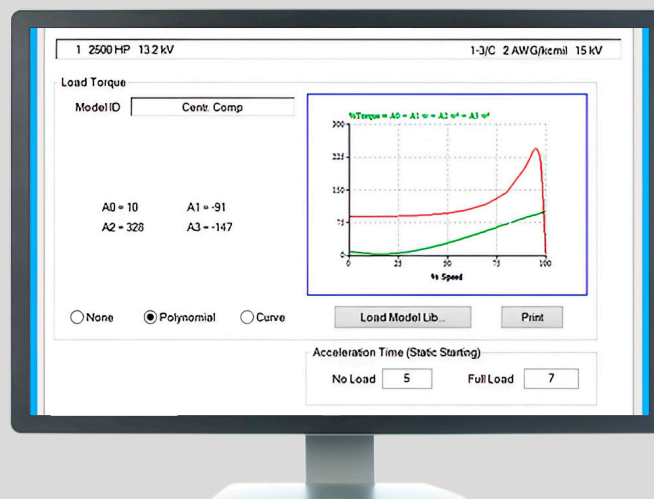 1 2500 HP 13.2 kV 1-3/C 2 AWG/kcmil 15 kV
Load Torque
Model ID Centr. Comp
%Torque = A0 + A1 w + A2 w² + A3 w³
A0 = 10 A1 = -91
A2 = 328 A3 = -147
300
225
150
75
0
0 25 50 75 100
% Speed
None Polynomial Curve
Load Model Lib... Print
Acceleration Time (Static Starting)
No Load 5 Full Load 7